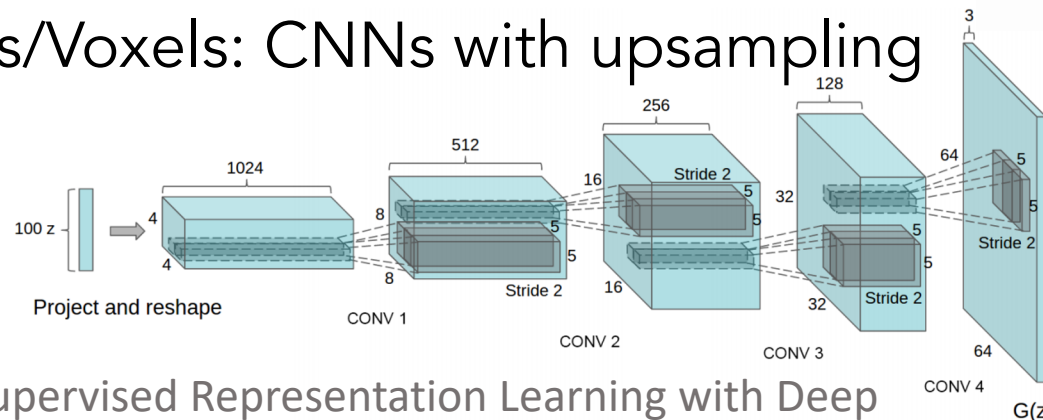 s/Voxels: CNNs with upsampling
3
128
256
512
1024
64
5
5
Stride 2
16
Stride 2
5
5
32
4
8
100 z
4
5
5
8
Stride 2
16
5
5
Stride 2
32
64
Project and reshape
CONV 1
CONV 2
CONV 3
CONV 4
upervised Representation Learning with Deep
G(z